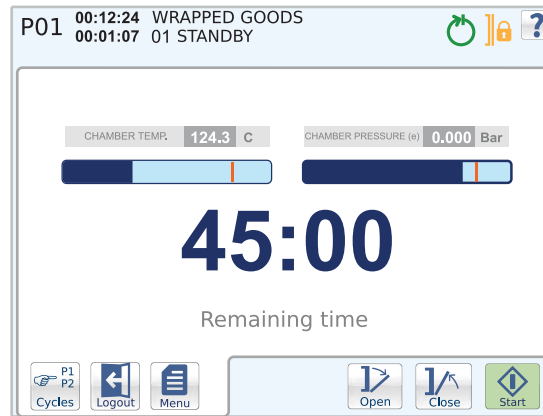 P01 00:12:24 WRAPPED GOODS
00:01:07 01 STANDBY
?
CHAMBER TEMP. 124.3 C
CHAMBER PRESSURE (e) 0.000 Bar
45:00
Remaining time
P1
P2
Cycles
Logout
Menu
Open
Close
Start